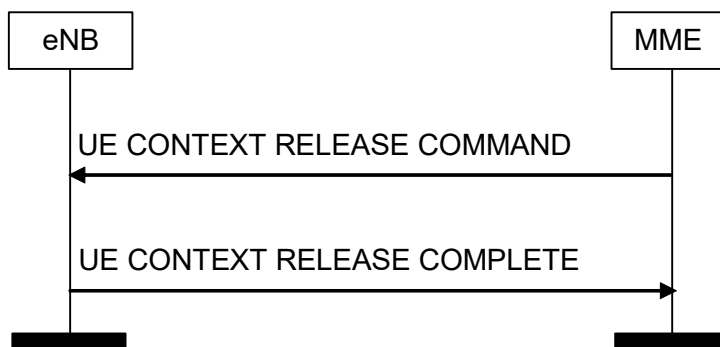 eNB
MME
UE CONTEXT RELEASE COMMAND
UE CONTEXT RELEASE COMPLETE